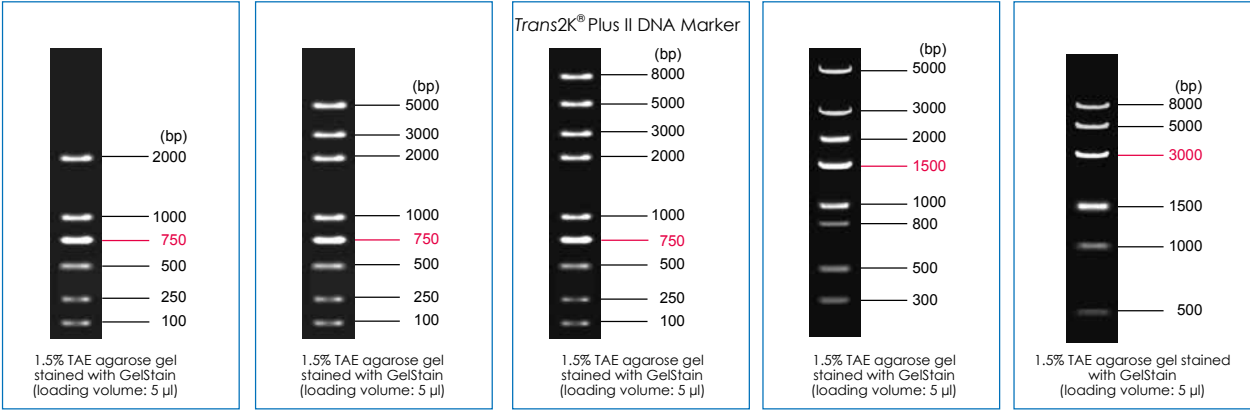 (bp)
2000
1000
750
500
250
100
1.5% TAE agarose gel
stained with GelStain
(loading volume: 5 µl)
(bp)
5000
3000
2000
1000
750
500
250
100
1.5% TAE agarose gel
stained with GelStain
(loading volume: 5 µl)
Trans2K® Plus II DNA Marker
(bp)
8000
5000
3000
2000
1000
750
500
250
100
1.5% TAE agarose gel
stained with GelStain
(loading volume: 5 µl)
(bp)
5000
3000
2000
1500
1000
800
500
300
1.5% TAE agarose gel
stained with GelStain
(loading volume: 5 µl)
(bp)
8000
5000
3000
1500
1000
500
1.5% TAE agarose gel stained
with GelStain
(loading volume: 5 µl)